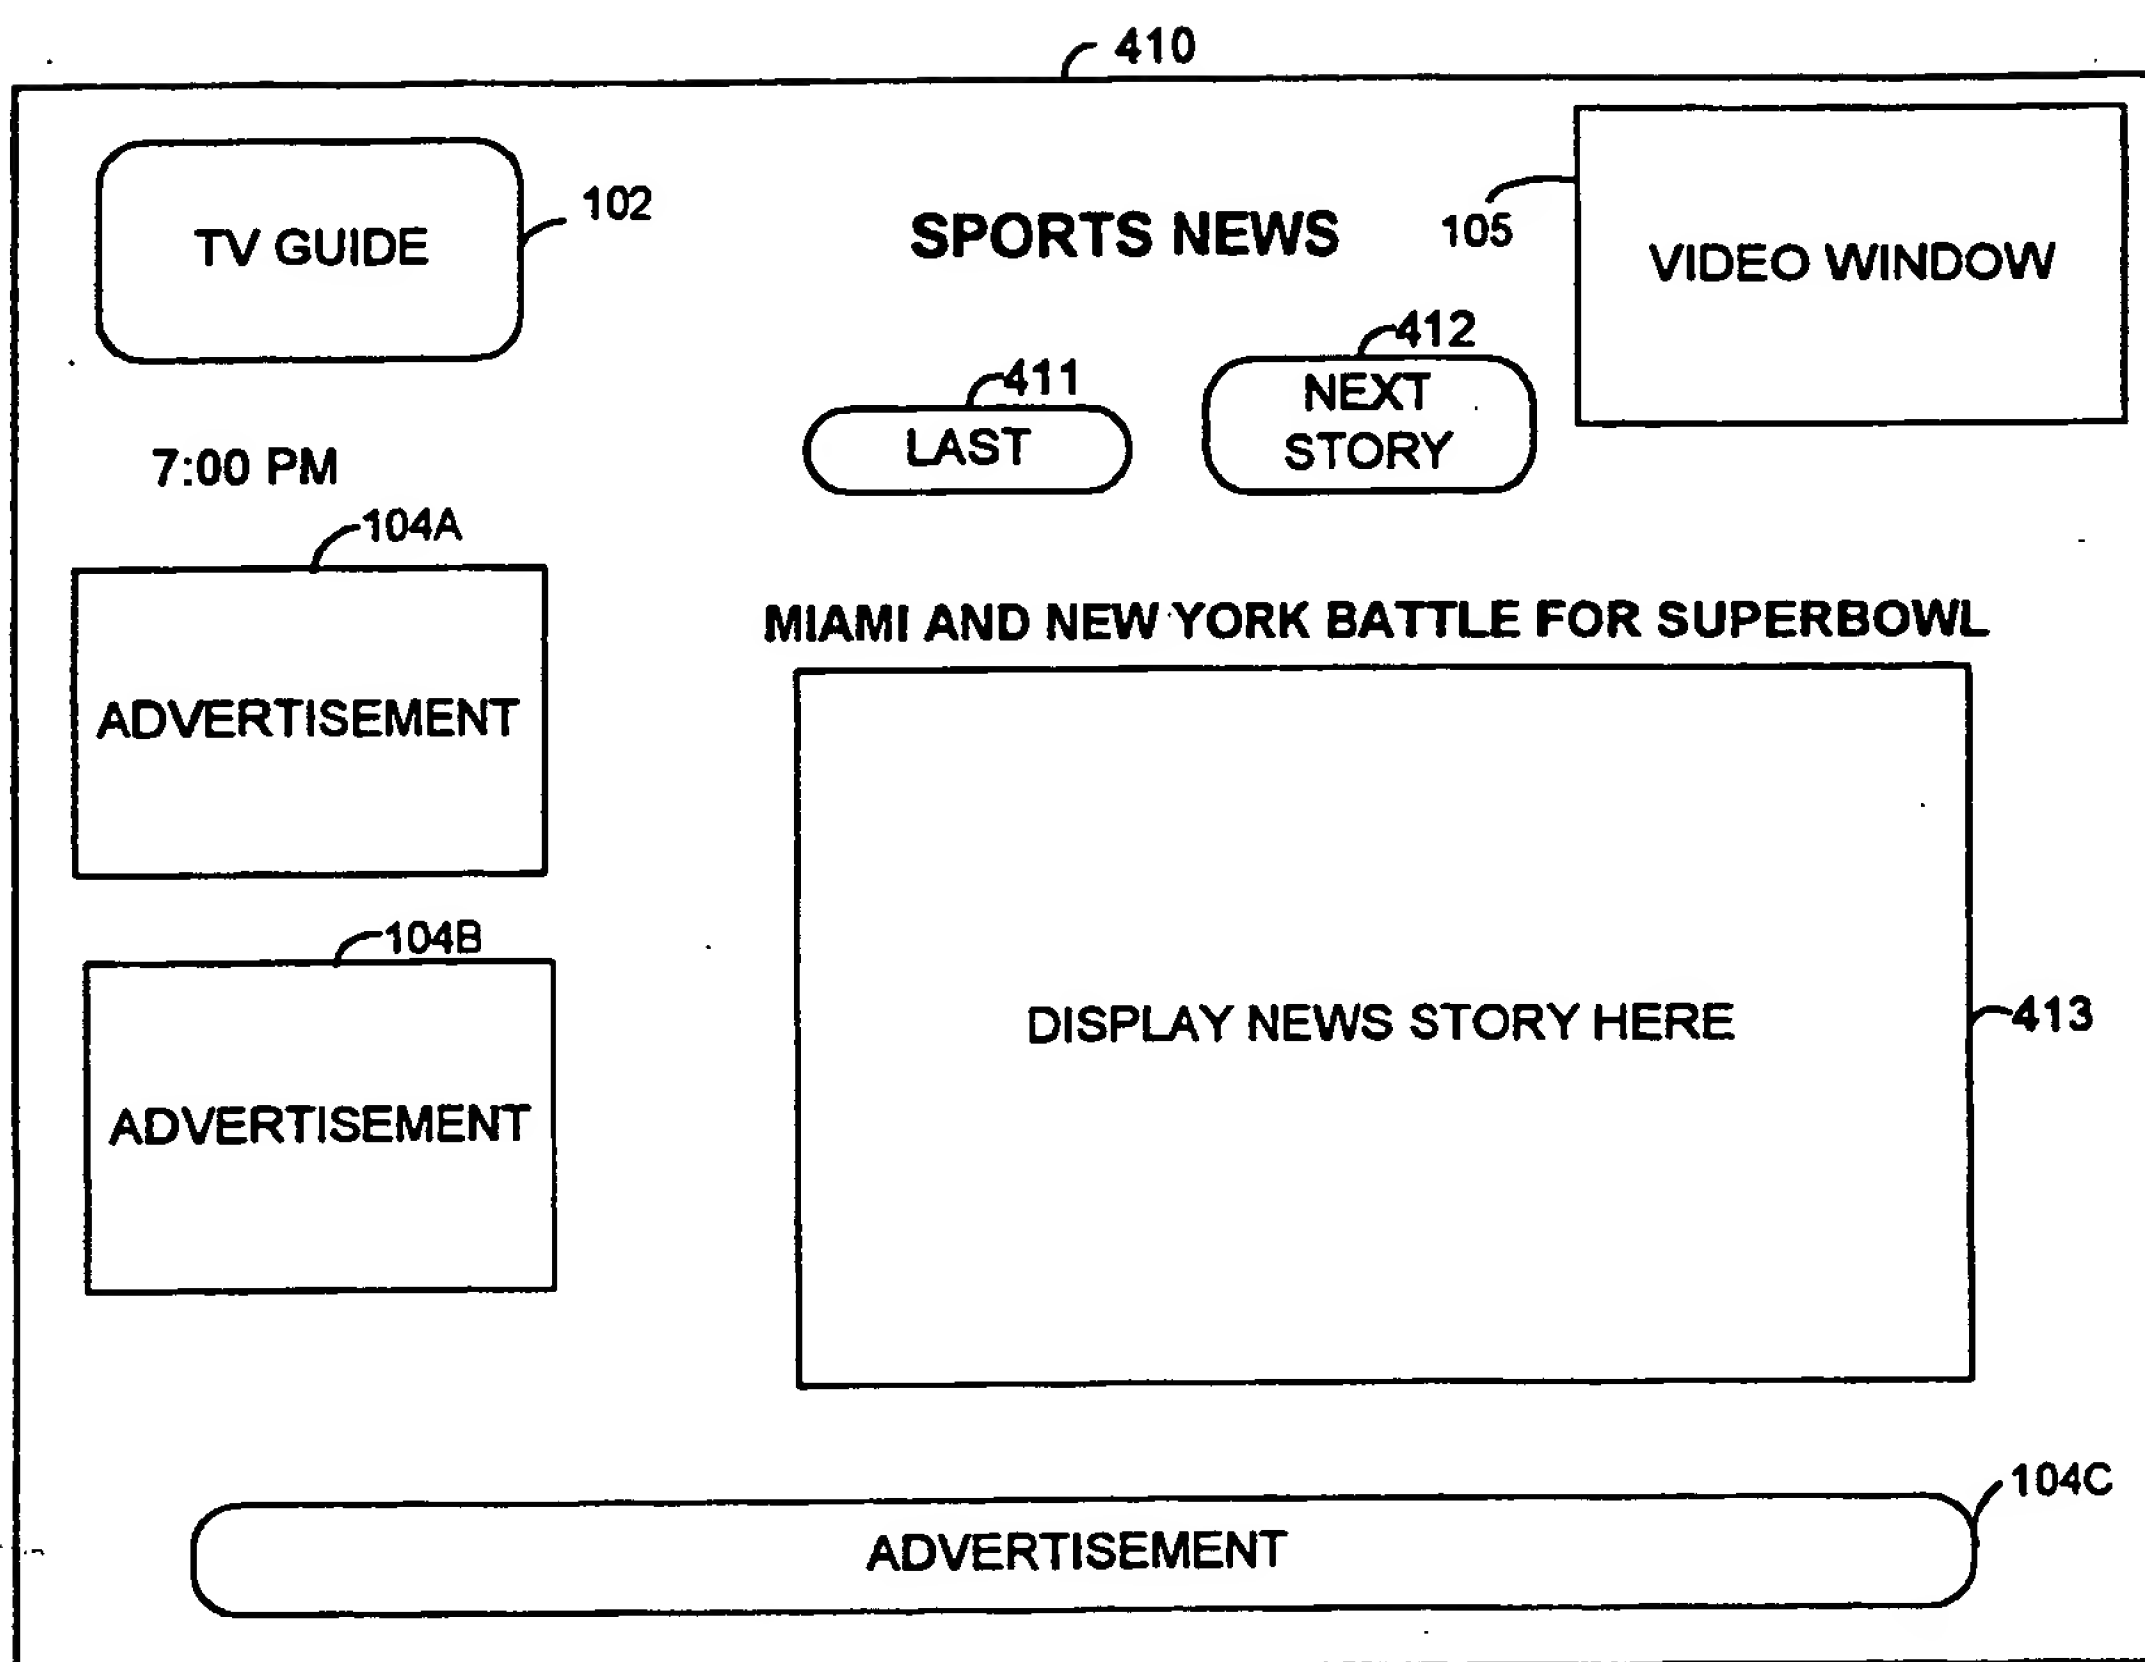 410
TV GUIDE
102
SPORTS NEWS
105
VIDEO WINDOW
411
LAST
412
NEXT
STORY
7:00 PM
104A
ADVERTISEMENT
MIAMI AND NEW YORK BATTLE FOR SUPERBOWL
104B
ADVERTISEMENT
DISPLAY NEWS STORY HERE
413
104C
ADVERTISEMENT